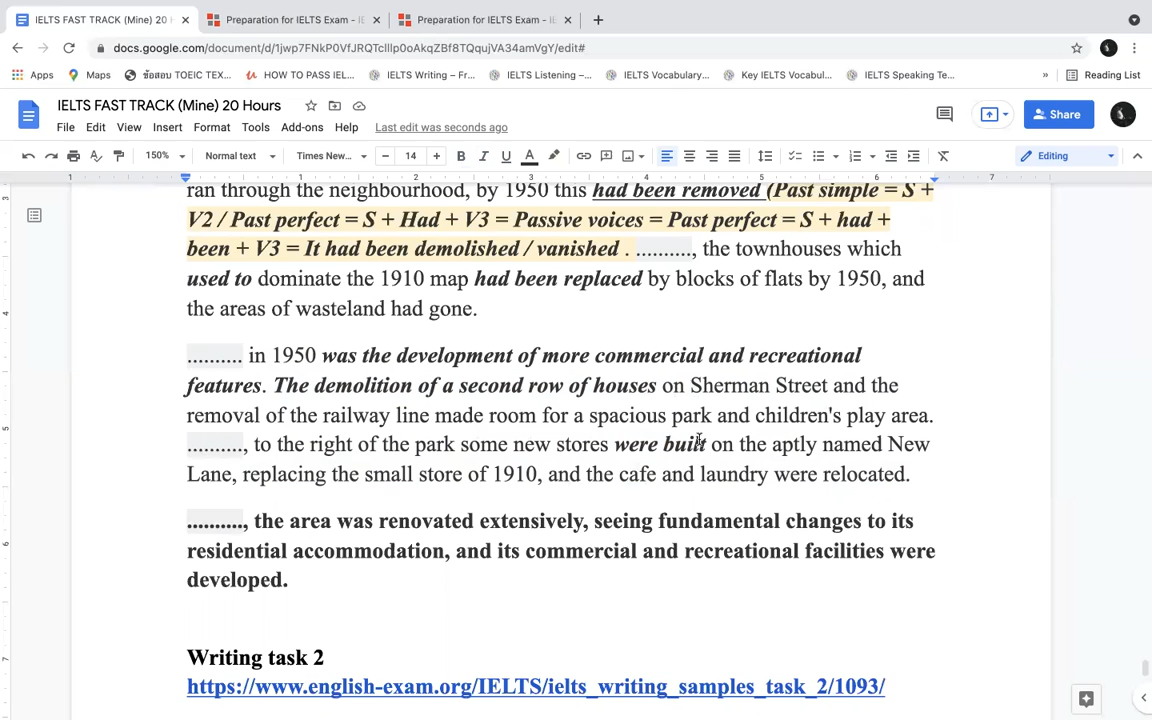 IELTS FAST TRACK (Mine) 20 H
Preparation for IELTS Exam - I
Preparation for IELTS Exam - I
docs.google.com/document/d/1jwp7FNkP0VfJRQTcIllp0oAkqZBf8TQqujVA34amVgY/edit#
Apps
Maps
ข้อสอบ TOEIC TEX...
HOW TO PASS IEL...
IELTS Writing – Fr...
IELTS Listening –...
IELTS Vocabulary...
Key IELTS Vocabul...
IELTS Speaking Te...
»
Reading List
IELTS FAST TRACK (Mine) 20 Hours
File Edit View Insert Format Tools Add-ons Help Last edit was seconds ago
Share
150% Normal text Times New... 14 B I U A Editing
1 1 2 3 4 5 6 7
ran through the neighbourhood, by 1950 this had been removed (Past simple = S +
V2 / Past perfect = S + Had + V3 = Passive voices = Past perfect = S + had +
been + V3 = It had been demolished / vanished . .........., the townhouses which
used to dominate the 1910 map had been replaced by blocks of flats by 1950, and
the areas of wasteland had gone.
.......... in 1950 was the development of more commercial and recreational
features. The demolition of a second row of houses on Sherman Street and the
removal of the railway line made room for a spacious park and children's play area.
.........., to the right of the park some new stores were built on the aptly named New
Lane, replacing the small store of 1910, and the cafe and laundry were relocated.
.........., the area was renovated extensively, seeing fundamental changes to its
residential accommodation, and its commercial and recreational facilities were
developed.
Writing task 2
https://www.english-exam.org/IELTS/ielts_writing_samples_task_2/1093/